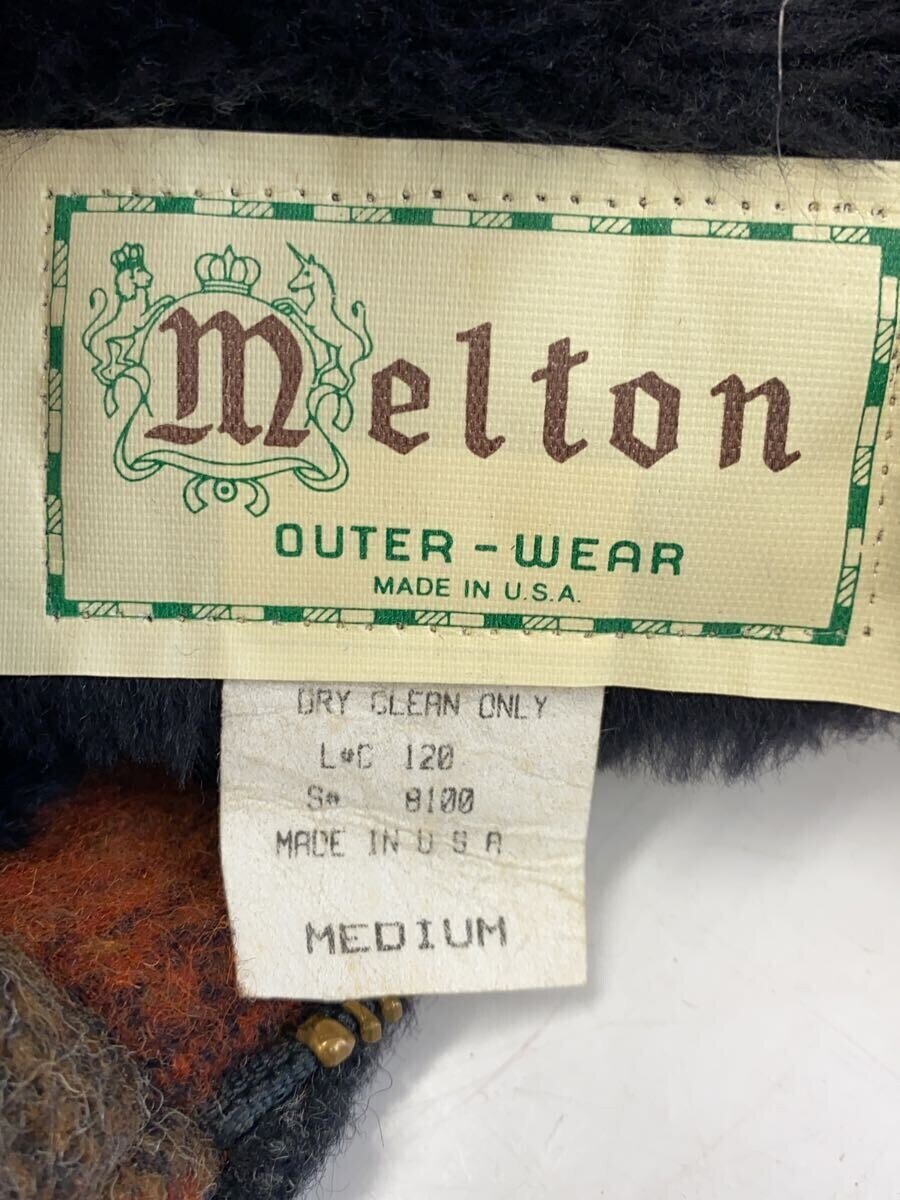 Melton
OUTER-WEAR
MADE IN U.S.A.
DRY CLEAN ONLY
L#C 120
S# 8100
MADE IN U S A
MEDIUM